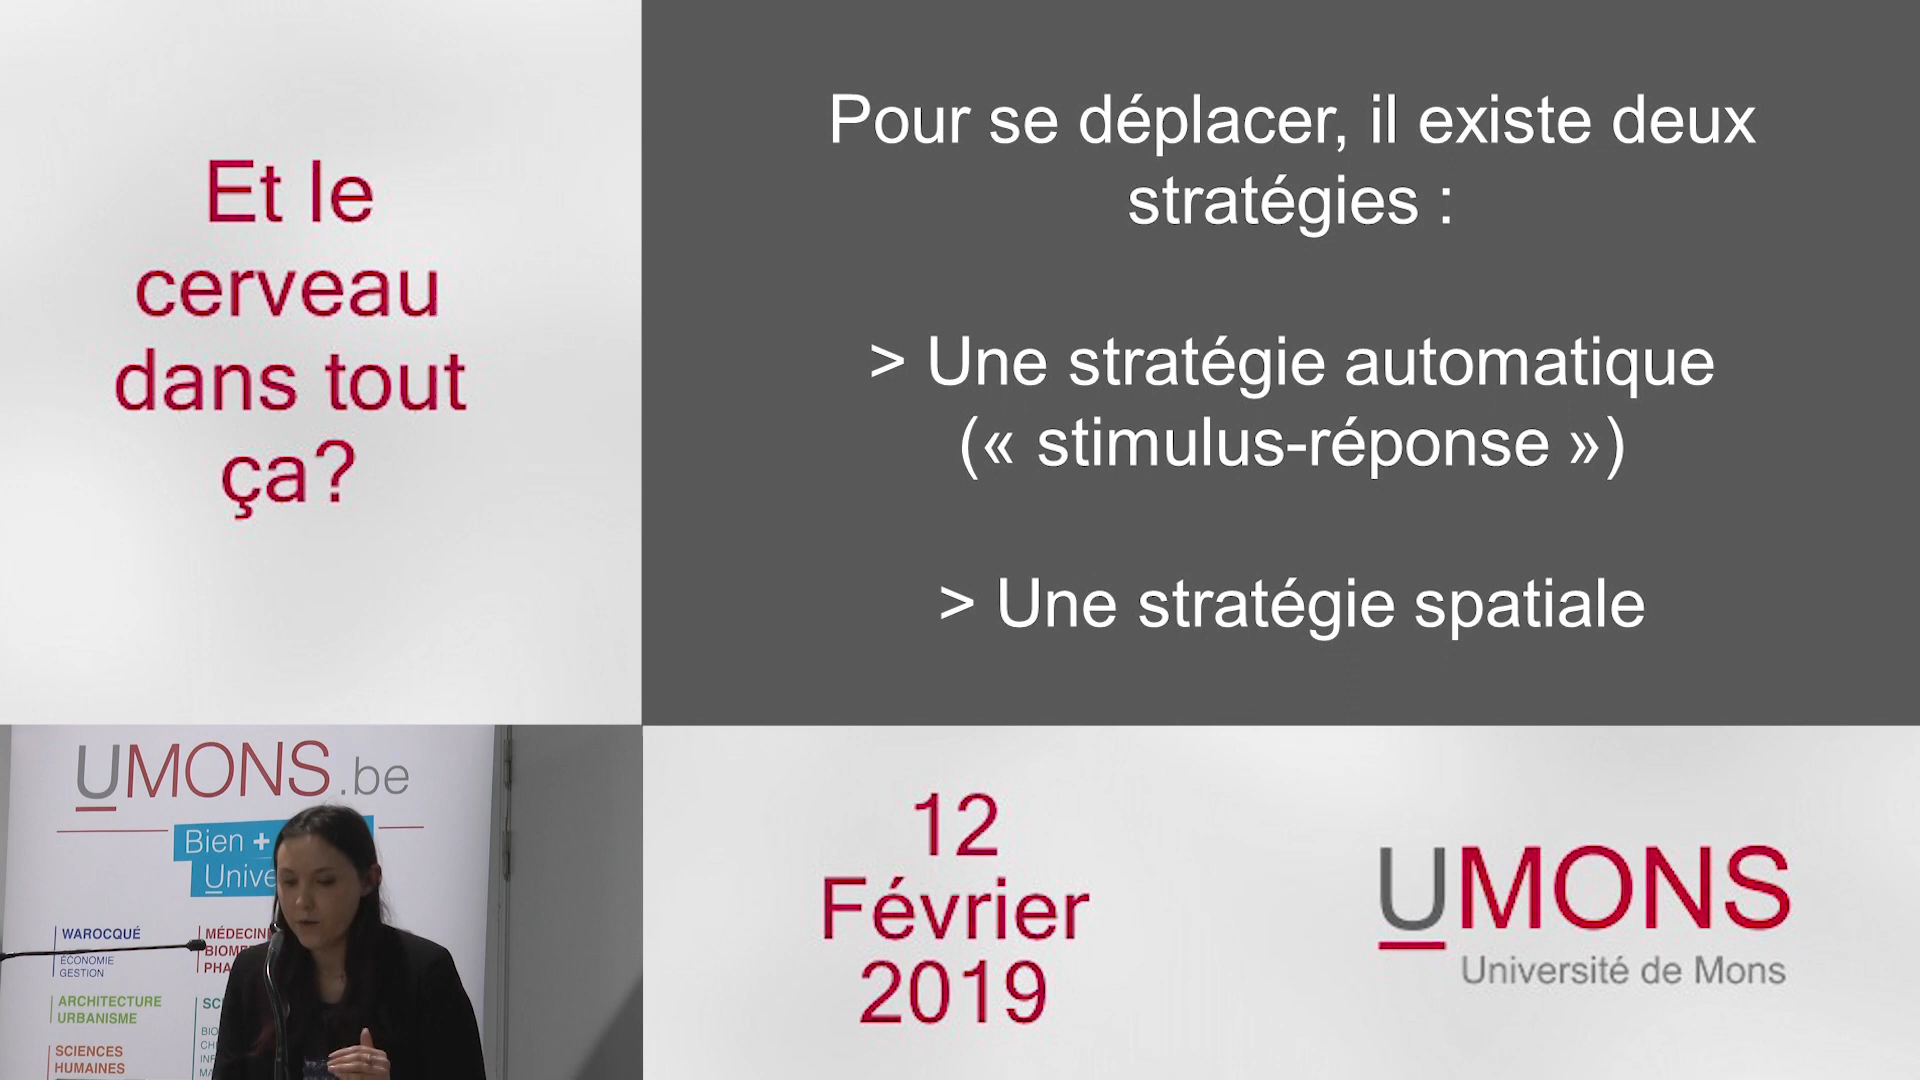 Et le
cerveau
dans tout
ça?
Pour se déplacer, il existe deux
stratégies :
> Une stratégie automatique
(« stimulus-réponse »)
> Une stratégie spatiale
UMONS.be
Bien +
WAROCQUÉ
ÉCONOMIE
GESTION
ARCHITECTURE
URBANISME
SCIENCES
HUMAINES
12
Février
2019
UMONS
Université de Mons